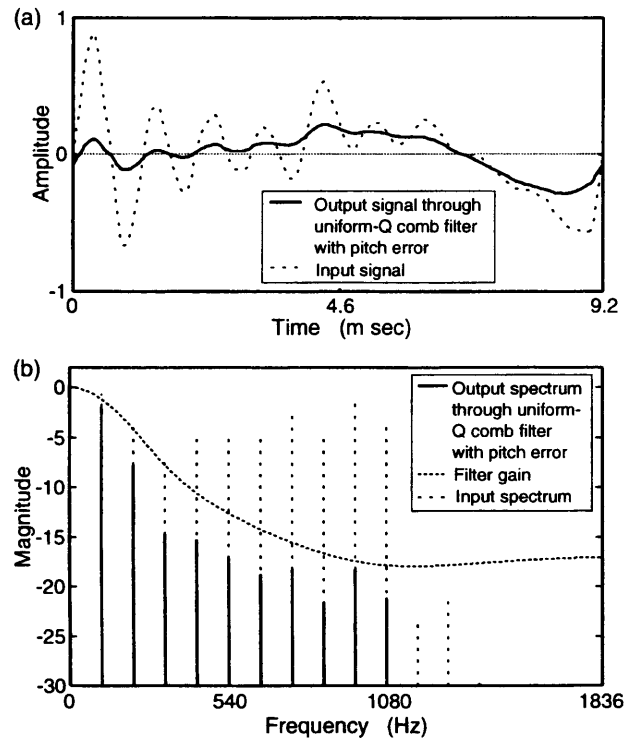 (a)
1
0
-1
Amplitude
Output signal through
uniform-Q comb filter
with pitch error
Input signal
0
4.6
9.2
Time (m sec)
(b)
0
-5
-10
-15
-20
-25
-30
Magnitude
Output spectrum
through uniform-
Q comb filter
with pitch error
Filter gain
Input spectrum
0
540
1080
1836
Frequency (Hz)